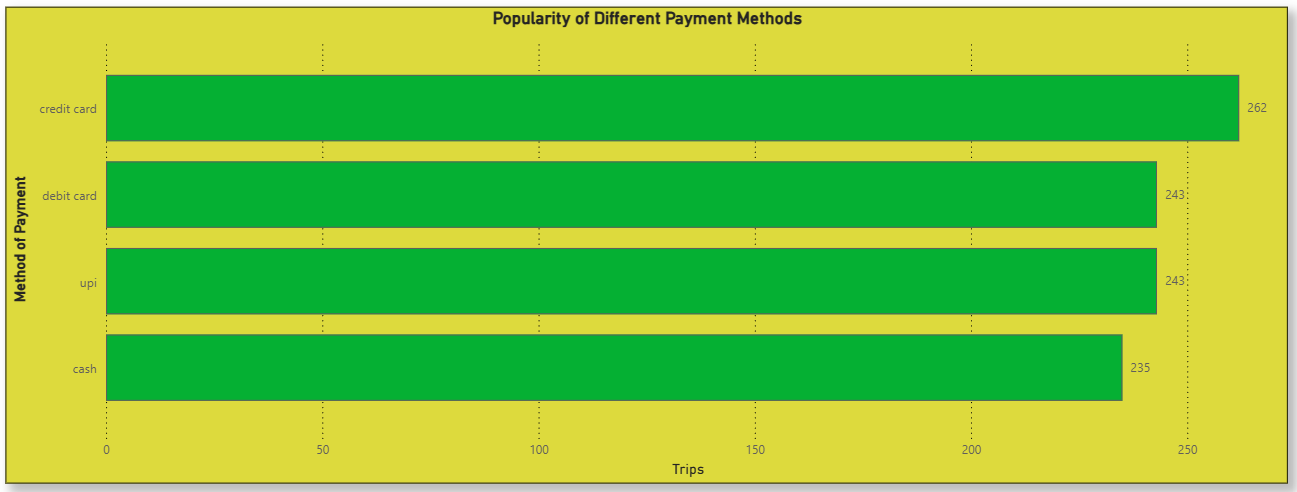 Popularity of Different Payment Methods
Method of Payment
credit card 262
debit card 243
upi 243
cash 235
0 50 100 150 200 250
Trips